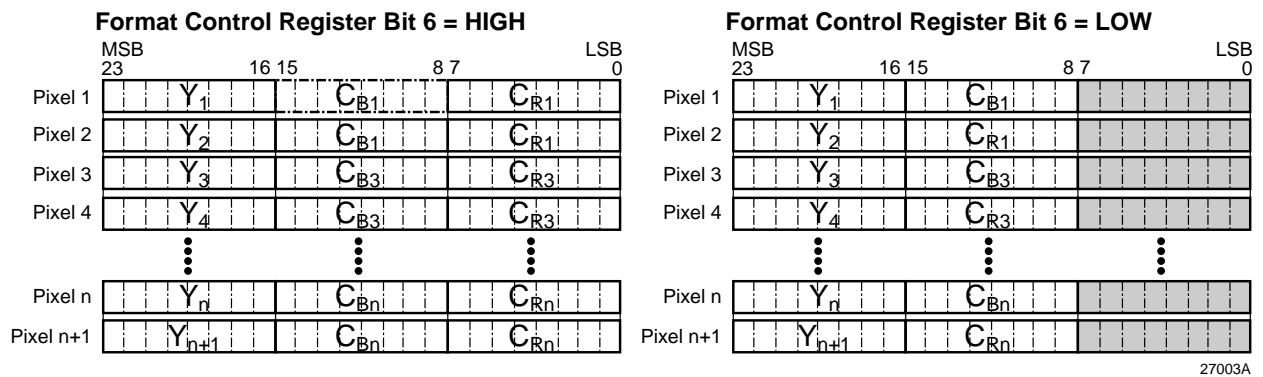 Format Control Register Bit 6 = HIGH
MSB LSB
23 16 15 8 7 0
Pixel 1 Y1 CB1 CR1
Pixel 2 Y2 CB1 CR1
Pixel 3 Y3 CB3 CR3
Pixel 4 Y4 CB3 CR3
Pixel n Yn CBn CRn
Pixel n+1 Yn+1 CBn CRn
Format Control Register Bit 6 = LOW
MSB LSB
23 16 15 8 7 0
Pixel 1 Y1 CB1
Pixel 2 Y2 CR1
Pixel 3 Y3 CB3
Pixel 4 Y4 CR3
Pixel n Yn CBn
Pixel n+1 Yn+1 CRn
27003A